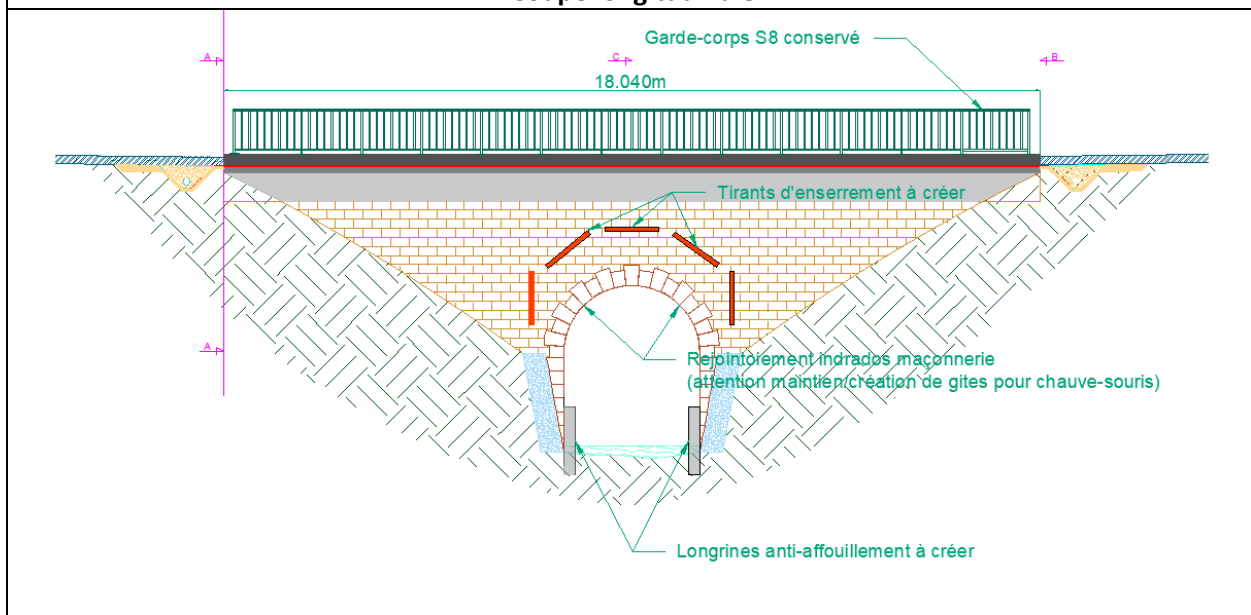 Garde-corps S8 conservé
A
C
B
18.040m
Tirants d'enserrement à créer
A
Rejointoiement indrados maçonnerie
(attention maintien/création de gites pour chauve-souris)
Longrines anti-affouillement à créer